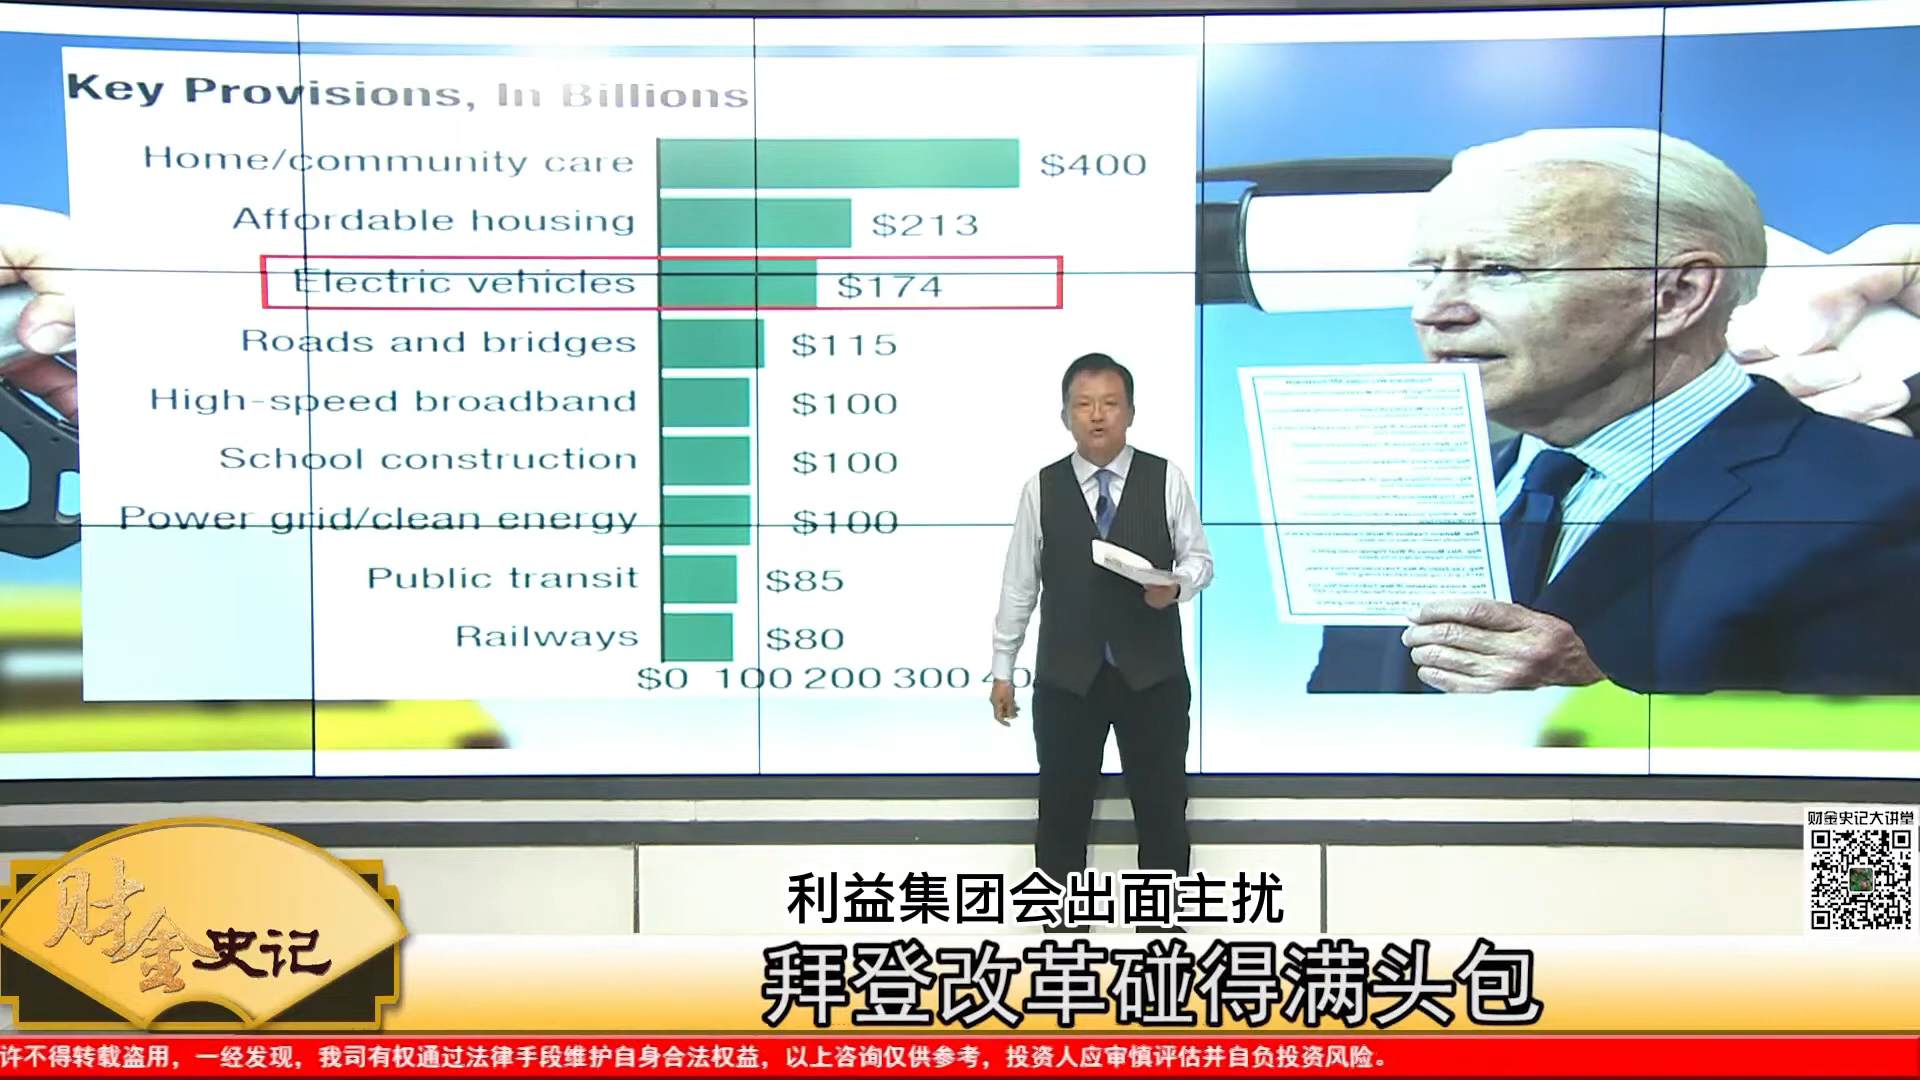 Key Provisions, In Billions
Home/community care $400
Affordable housing $213
Electric vehicles $174
Roads and bridges $115
High-speed broadband $100
School construction $100
Power grid/clean energy $100
Public transit $85
Railways $80
$0 100 200 300
财金史记大讲堂
利益集团会出面主扰
财金史记
拜登改革碰得满头包
许不得转载盗用，一经发现，我司有权通过法律手段维护自身合法权益，以上咨询仅供参考，投资人应审慎评估并自负投资风险。